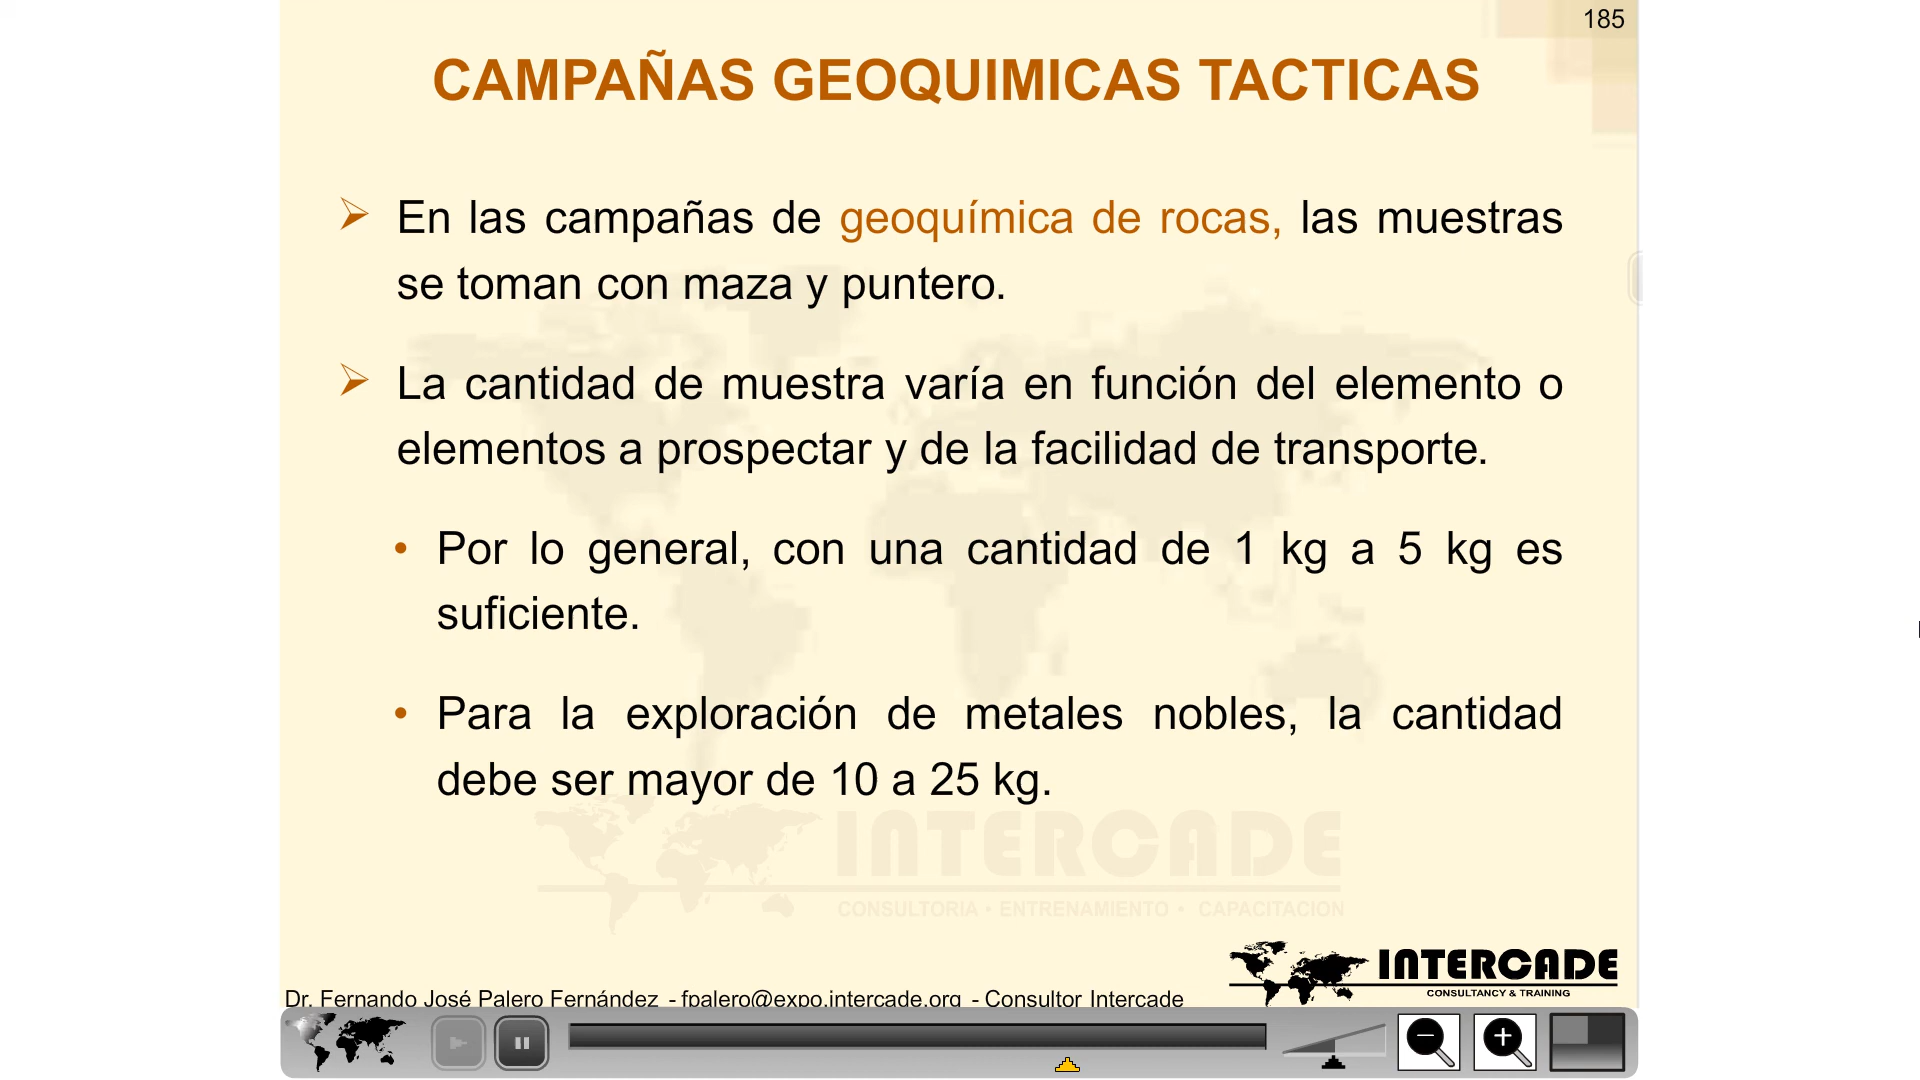 185
CAMPAÑAS GEOQUIMICAS TACTICAS
➢ En las campañas de geoquímica de rocas, las muestras
se toman con maza y puntero.
➢ La cantidad de muestra varía en función del elemento o
elementos a prospectar y de la facilidad de transporte.
• Por lo general, con una cantidad de 1 kg a 5 kg es
suficiente.
• Para la exploración de metales nobles, la cantidad
debe ser mayor de 10 a 25 kg.
INTERCADE
CONSULTORIA • ENTRENAMIENTO • CAPACITACION
INTERCADE
CONSULTANCY & TRAINING
Dr. Fernando José Palero Fernández - fpalero@expo.intercade.org - Consultor Intercade